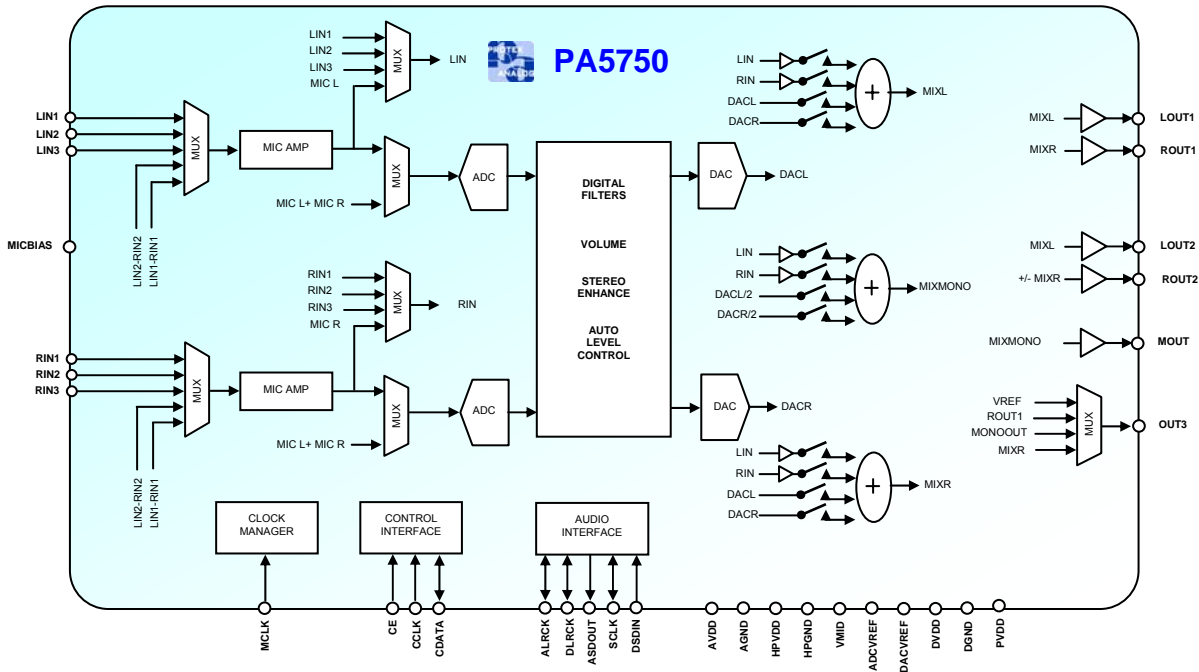 PROTEK
ANALOG
PA5750
LIN1
LIN2
LIN3
MIC L
MUX
LIN
LIN1
LIN2
LIN3
MUX
MIC AMP
MUX
MIC L+ MIC R
ADC
LIN2-RIN2
LIN1-RIN1
MICBIAS
RIN1
RIN2
RIN3
MIC R
MUX
RIN
RIN1
RIN2
RIN3
MUX
MIC AMP
MUX
MIC L+ MIC R
ADC
LIN2-RIN2
LIN1-RIN1
DIGITAL
FILTERS
VOLUME
STEREO
ENHANCE
AUTO
LEVEL
CONTROL
DAC
DACL
DAC
DACR
LIN
RIN
DACL
DACR
+
MIXL
LIN
RIN
DACL/2
DACR/2
+
MIXMONO
LIN
RIN
DACL
DACR
+
MIXR
MIXL
LOUT1
MIXR
ROUT1
MIXL
LOUT2
+/- MIXR
ROUT2
MIXMONO
MOUT
VREF
ROUT1
MONOOUT
MIXR
MUX
OUT3
CLOCK
MANAGER
CONTROL
INTERFACE
AUDIO
INTERFACE
MCLK
CE
CCLK
CDATA
ALRCK
DLRCK
ASDOUT
SCLK
DSDIN
AVDD
AGND
HPVDD
HPGND
VMID
ADCVREF
DACVREF
DVDD
DGND
PVDD